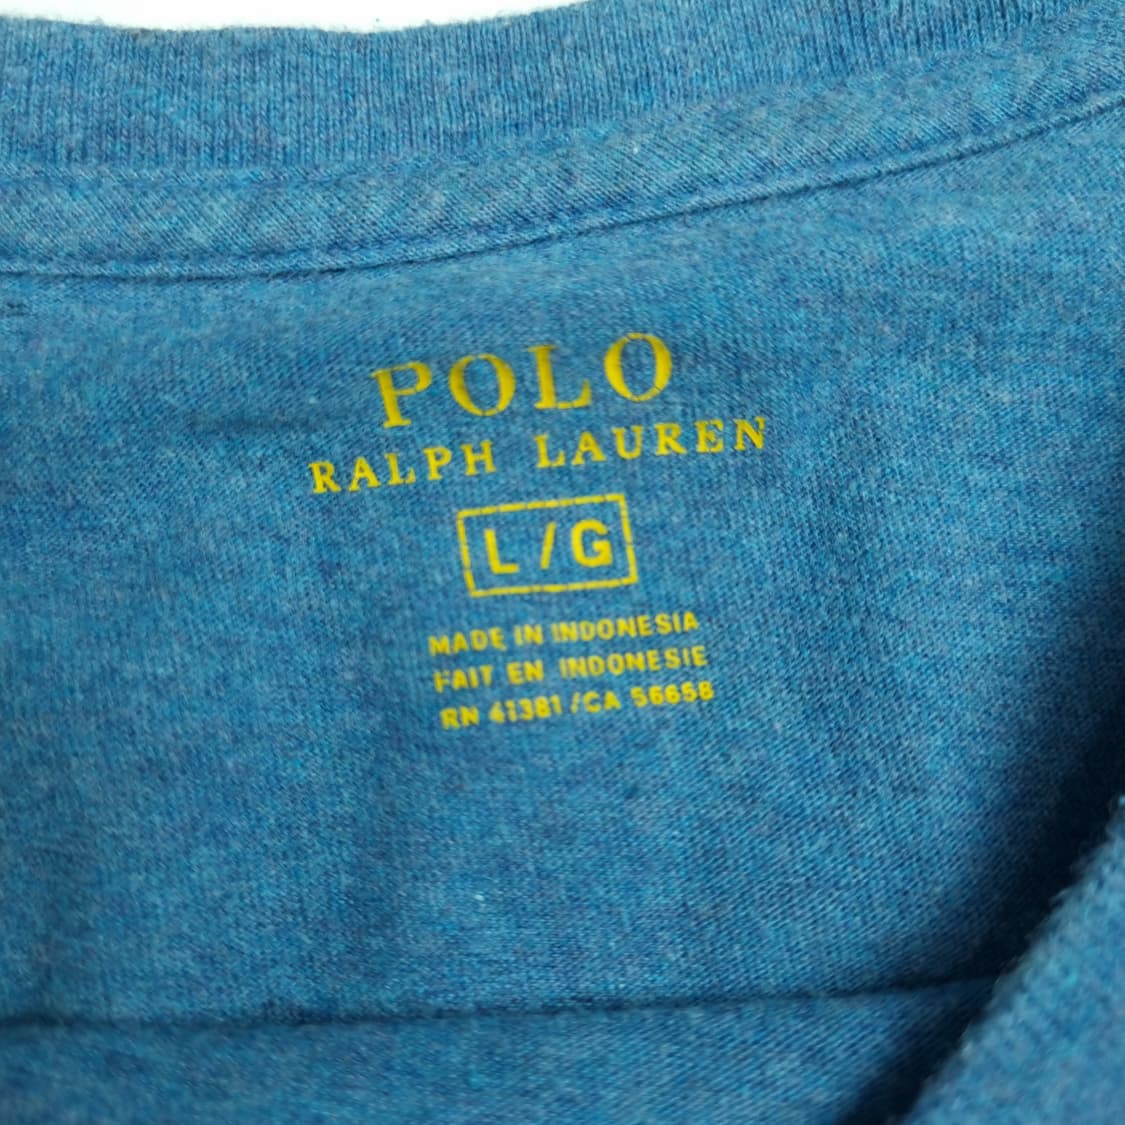 POLO
RALPH LAUREN
L/G
MADE IN INDONESIA
FAIT EN INDONESIE
RN 41381 /CA 56658